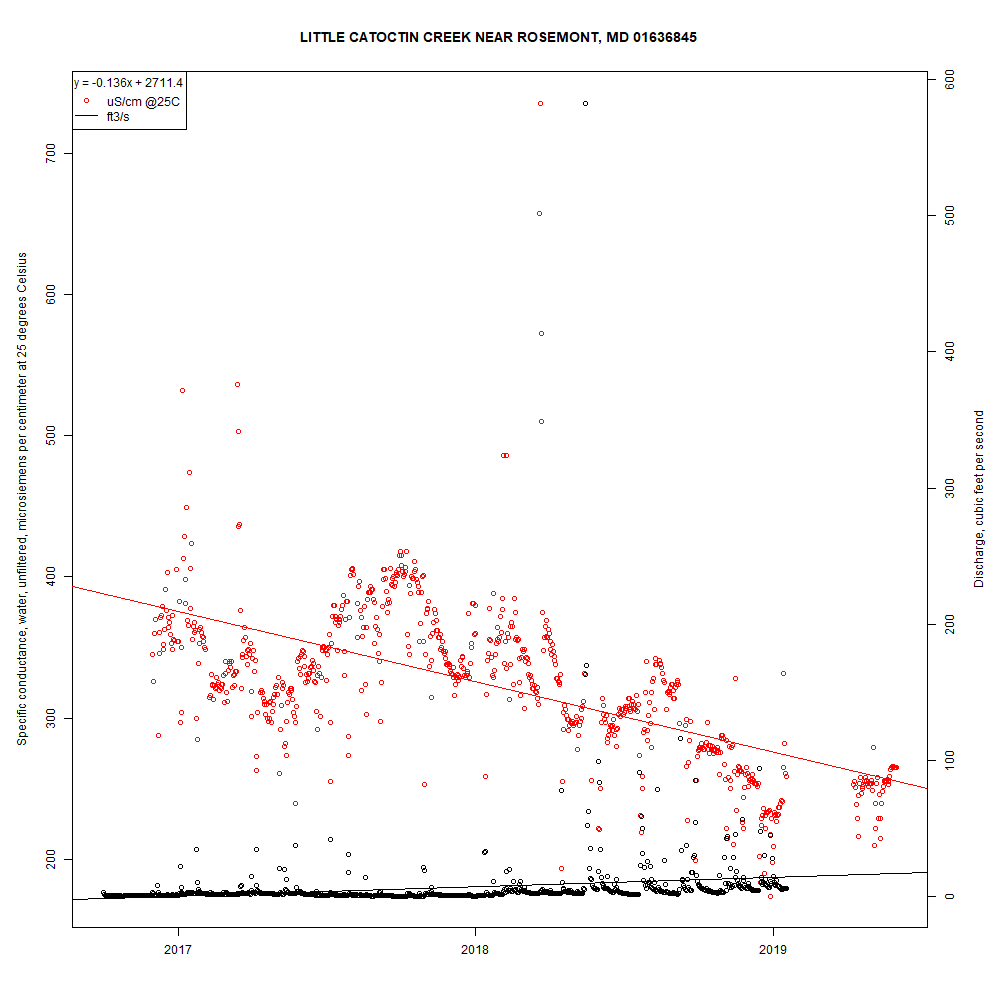 LITTLE CATOCTIN CREEK NEAR ROSEMONT, MD 01636845
y = -0.136x + 2711.4
uS/cm @25C
ft3/s
Specific conductance, water, unfiltered, microsiemens per centimeter at 25 degrees Celsius
700
600
500
400
300
200
600
500
400
300
200
100
0
Discharge, cubic feet per second
2017
2018
2019